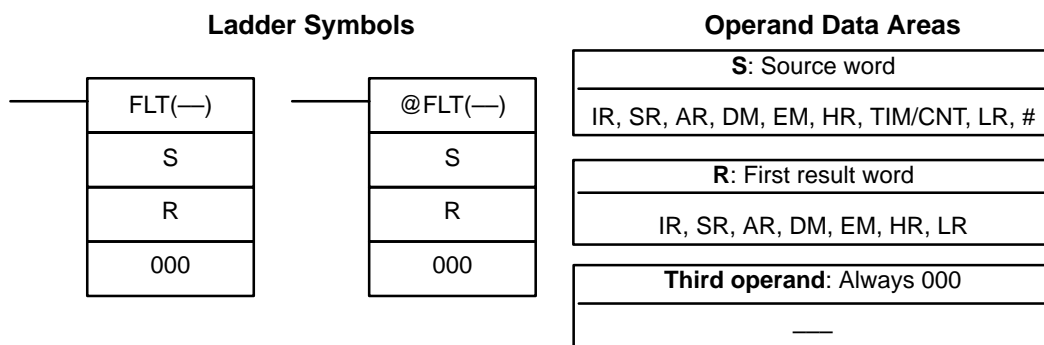 Ladder Symbols
FLT(––)
S
R
000
@FLT(––)
S
R
000
Operand Data Areas
S: Source word
IR, SR, AR, DM, EM, HR, TIM/CNT, LR, #
R: First result word
IR, SR, AR, DM, EM, HR, LR
Third operand: Always 000
–––